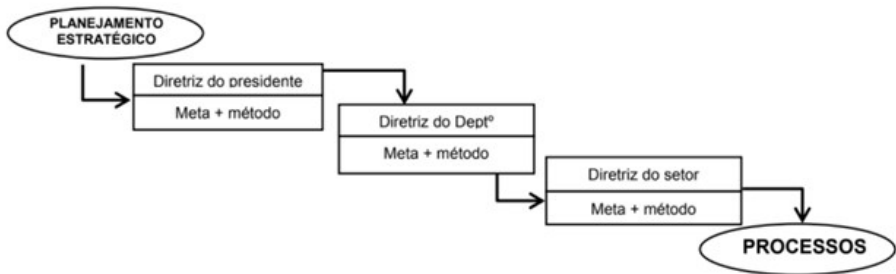 PLANEJAMENTO
ESTRATÉGICO
Diretriz do presidente
Meta + método
Diretriz do Deptº
Meta + método
Diretriz do setor
Meta + método
PROCESSOS